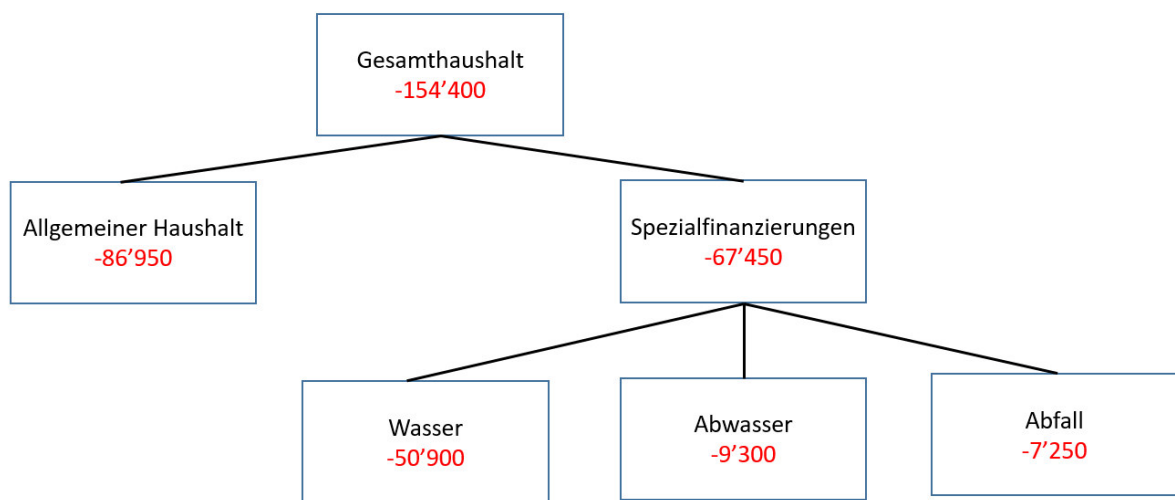 Gesamthaushalt
-154’400
Allgemeiner Haushalt
-86’950
Spezialfinanzierungen
-67’450
Wasser
-50’900
Abwasser
-9’300
Abfall
-7’250